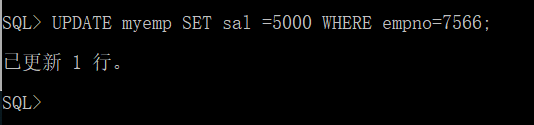 SQL> UPDATE myemp SET sal =5000 WHERE empno=7566;
已更新 1 行。
SQL>